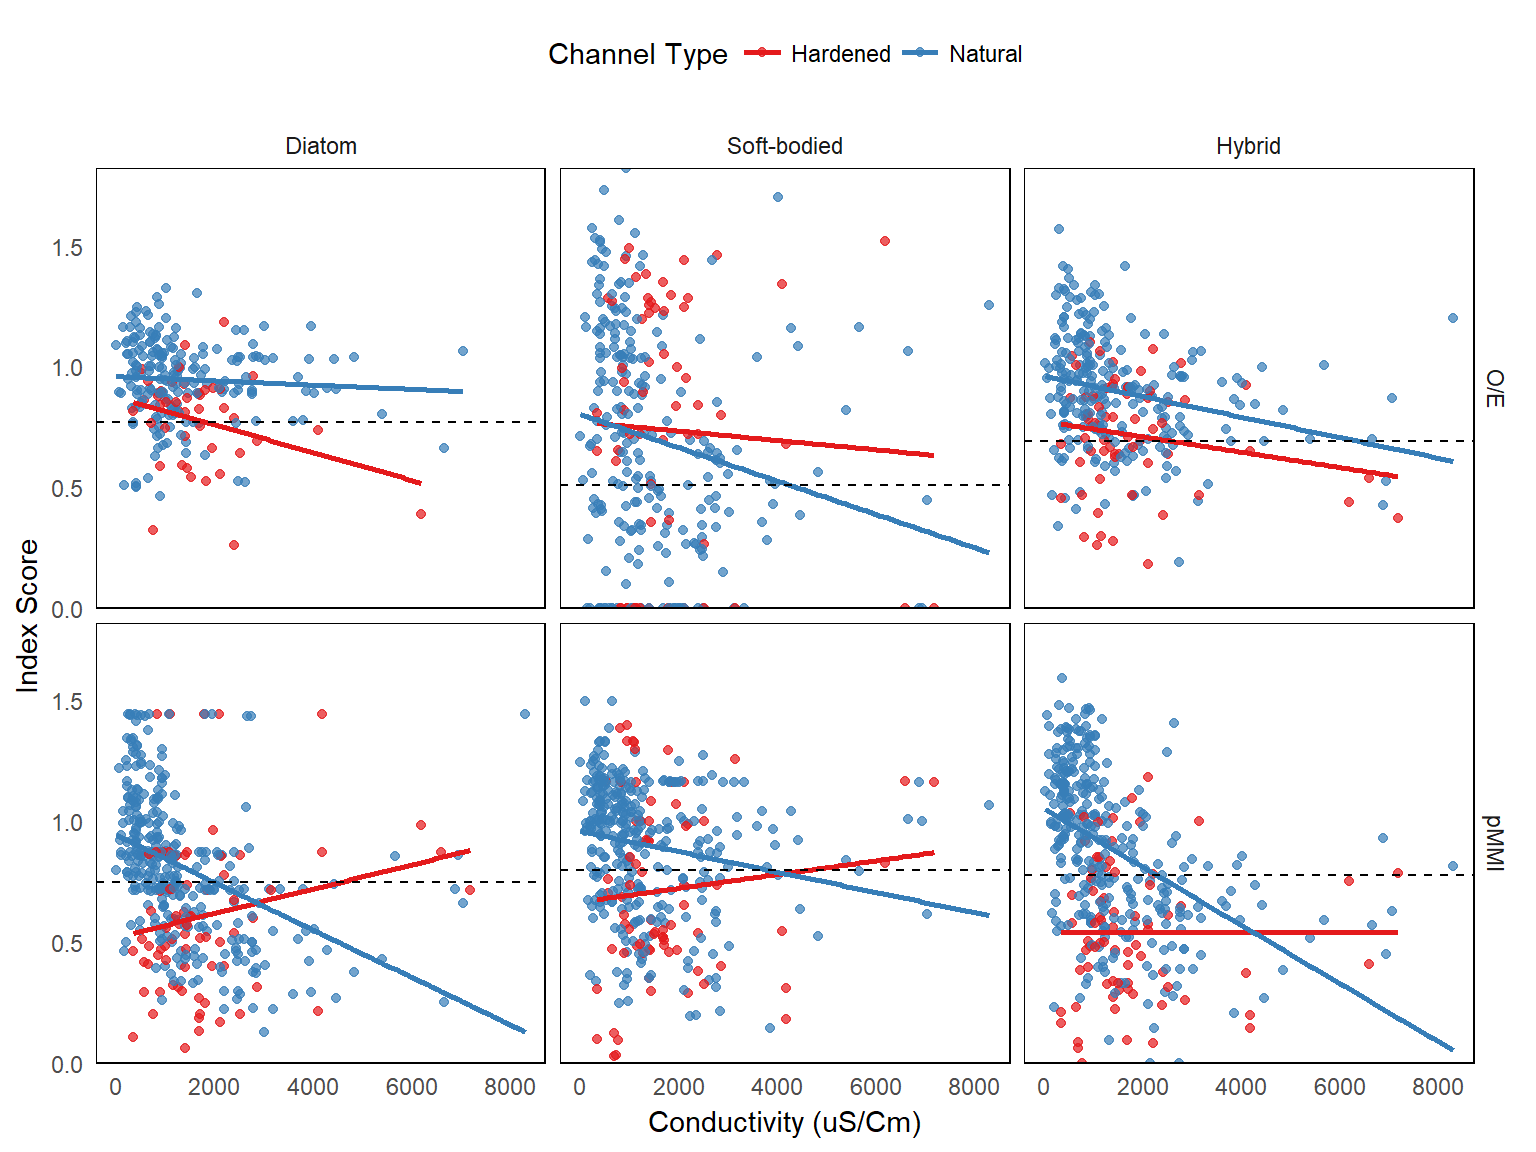 Channel Type Hardened Natural
Diatom Soft-bodied Hybrid
Index Score
1.5
1.0
0.5
0.0
O/E
1.5
1.0
0.5
0.0
pMMI
0 2000 4000 6000 8000 0 2000 4000 6000 8000 0 2000 4000 6000 8000
Conductivity (uS/Cm)